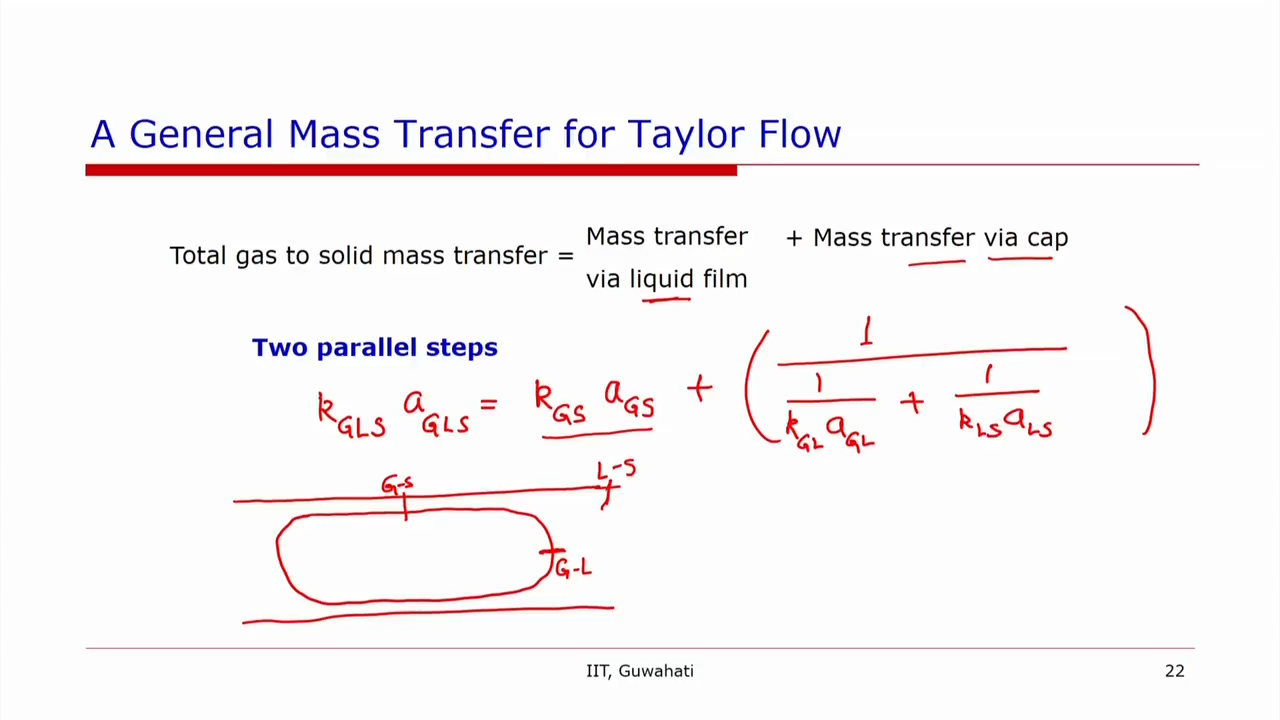 A General Mass Transfer for Taylor Flow
Total gas to solid mass transfer = Mass transfer via liquid film + Mass transfer via cap
Two parallel steps
k_GLS a_GLS = k_GS a_GS + ( 1 / ( 1 / k_GL a_GL + 1 / k_LS a_LS ) )
G-S
L-S
G-L
IIT, Guwahati
22